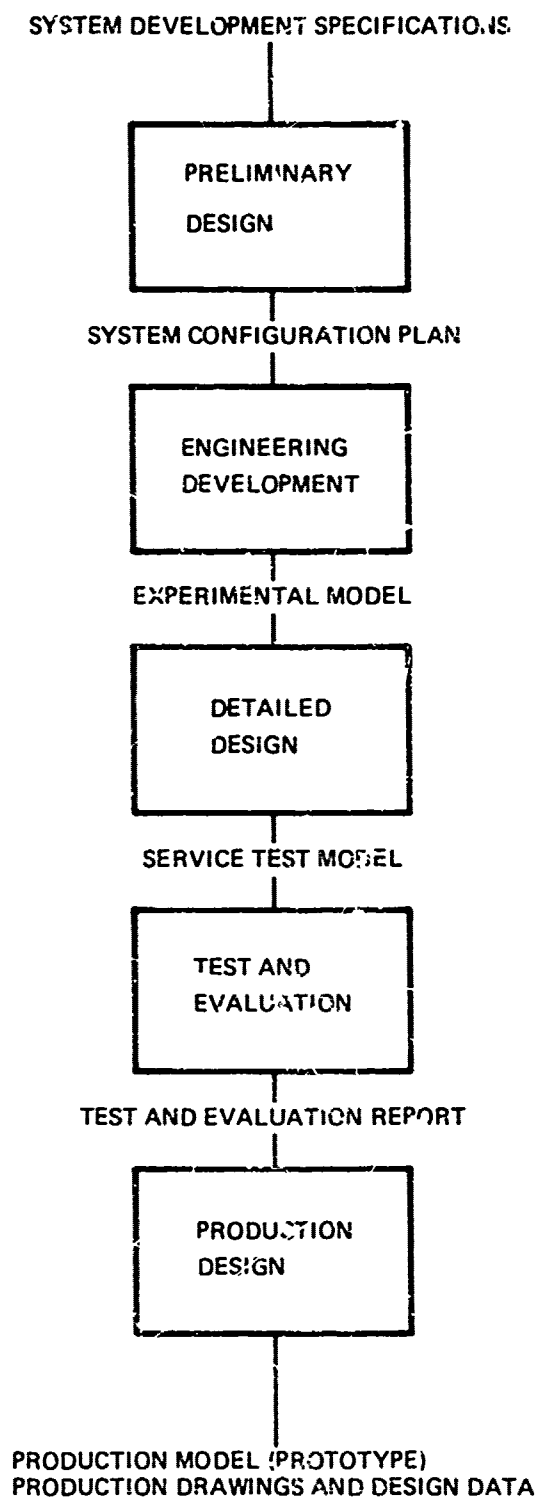 SYSTEM DEVELOPMENT SPECIFICATIONS
PRELIMINARY
DESIGN
SYSTEM CONFIGURATION PLAN
ENGINEERING
DEVELOPMENT
EXPERIMENTAL MODEL
DETAILED
DESIGN
SERVICE TEST MODEL
TEST AND
EVALUATION
TEST AND EVALUATION REPORT
PRODUCTION
DESIGN
PRODUCTION MODEL (PROTOTYPE)
PRODUCTION DRAWINGS AND DESIGN DATA